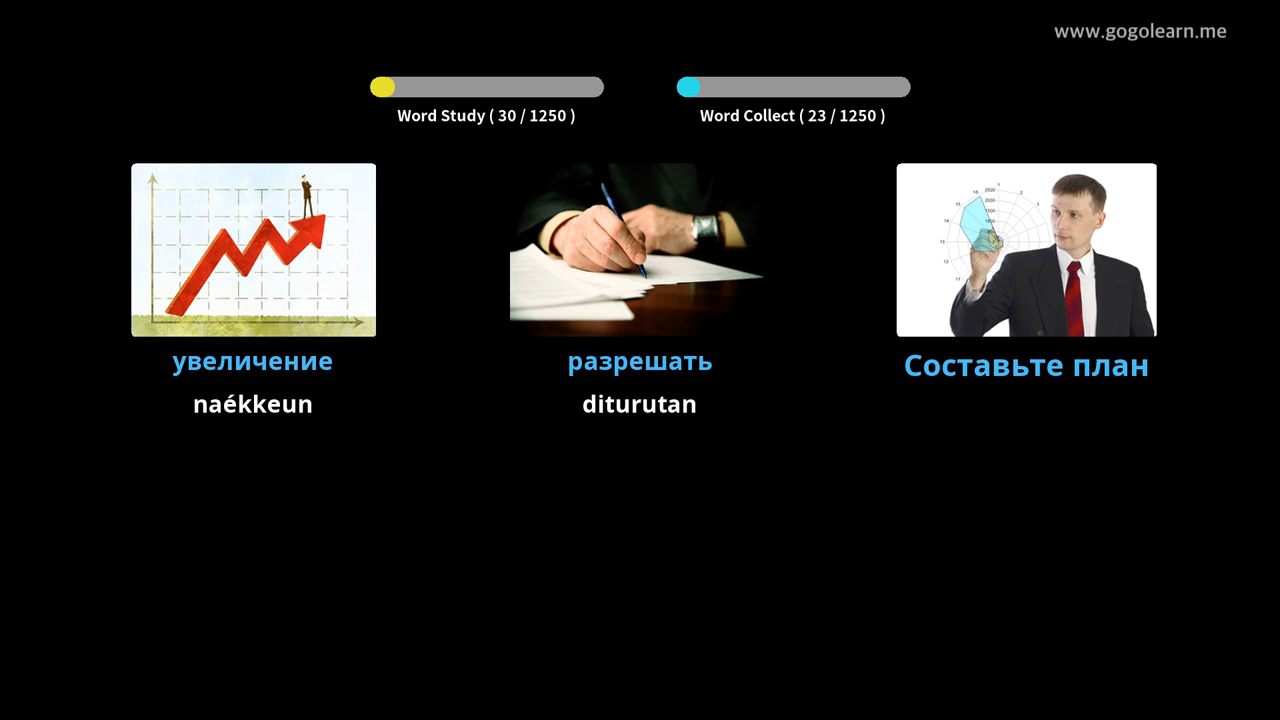 www.gogolearn.me
Word Study ( 30 / 1250 )
Word Collect ( 23 / 1250 )
увеличение
naékkeun
разрешать
diturutan
Составьте план